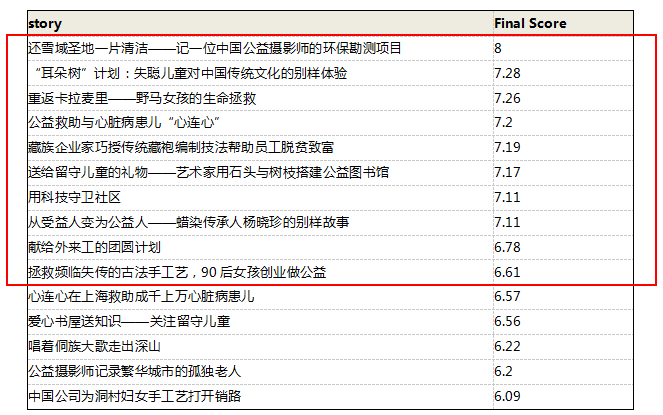 story Final Score
还雪域圣地一片清洁——记一位中国公益摄影师的环保勘测项目 8
“耳朵树”计划：失聪儿童对中国传统文化的别样体验 7.28
重返卡拉麦里——野马女孩的生命拯救 7.26
公益救助与心脏病患儿“心连心” 7.2
藏族企业家巧授传统藏袍编制技法帮助员工脱贫致富 7.19
送给留守儿童的礼物——艺术家用石头与树枝搭建公益图书馆 7.17
用科技守卫社区 7.11
从受益人变为公益人——蜡染传承人杨晓珍的别样故事 7.11
献给外来工的团圆计划 6.78
拯救频临失传的古法手工艺，90后女孩创业做公益 6.61
心连心在上海救助成千上万心脏病患儿 6.57
爱心书屋送知识——关注留守儿童 6.56
唱着侗族大歌走出深山 6.22
公益摄影师记录繁华城市的孤独老人 6.2
中国公司为洞村妇女手工艺打开销路 6.09